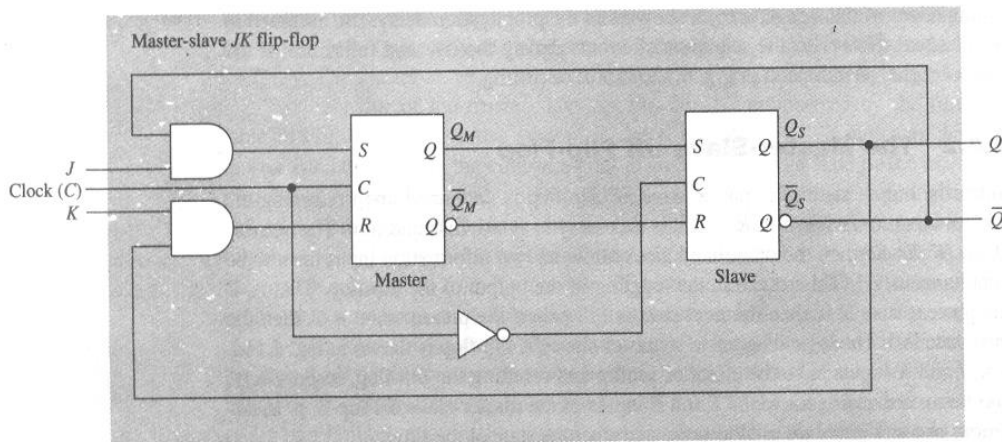 Master-slave JK flip-flop
J
Clock (C)
K
S
Q
Q_M
C
Q̅_M
R
Q
Master
S
Q
Q_S
C
Q̅_S
R
Q
Slave
Q
Q̅